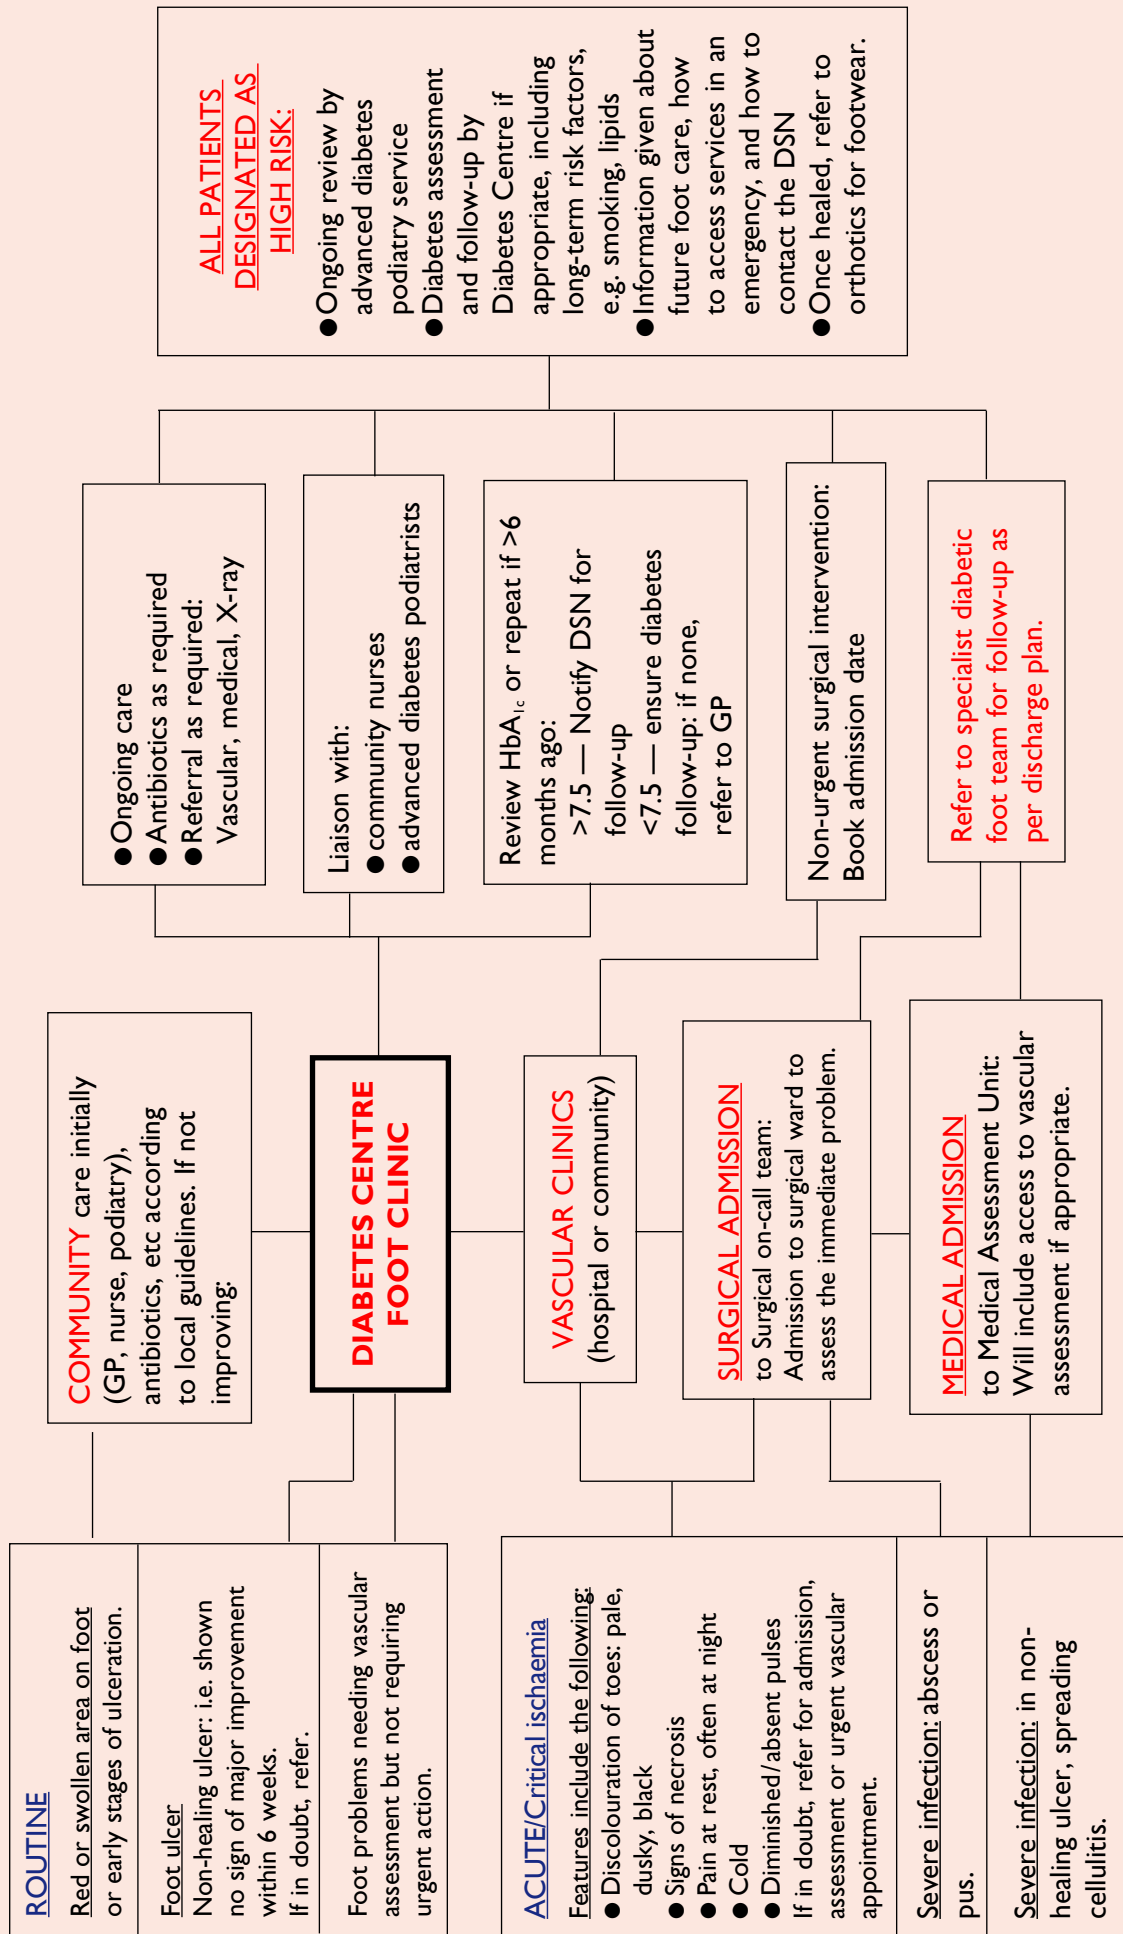 ROUTINE
Red or swollen area on foot
or early stages of ulceration.
Foot ulcer
Non-healing ulcer: i.e. shown
no sign of major improvement
within 6 weeks.
If in doubt, refer.
Foot problems needing vascular
assessment but not requiring
urgent action.
ACUTE/Critical ischaemia
Features include the following:
● Discolouration of toes: pale,
dusky, black
● Signs of necrosis
● Pain at rest, often at night
● Cold
● Diminished/absent pulses
If in doubt, refer for admission,
assessment or urgent vascular
appointment.
Severe infection: abscess or
pus.
Severe infection: in non-
healing ulcer, spreading
cellulitis.
COMMUNITY care initially
(GP, nurse, podiatry),
antibiotics, etc according
to local guidelines. If not
improving:
DIABETES CENTRE
FOOT CLINIC
VASCULAR CLINICS
(hospital or community)
SURGICAL ADMISSION
to Surgical on-call team:
Admission to surgical ward to
assess the immediate problem.
MEDICAL ADMISSION
to Medical Assessment Unit:
Will include access to vascular
assessment if appropriate.
● Ongoing care
● Antibiotics as required
● Referral as required:
Vascular, medical, X-ray
Liaison with:
● community nurses
● advanced diabetes podiatrists
Review HbA1c or repeat if >6
months ago:
>7.5 — Notify DSN for
follow-up
<7.5 — ensure diabetes
follow-up: if none,
refer to GP
Non-urgent surgical intervention:
Book admission date
Refer to specialist diabetic
foot team for follow-up as
per discharge plan.
ALL PATIENTS
DESIGNATED AS
HIGH RISK:
● Ongoing review by
advanced diabetes
podiatry service
● Diabetes assessment
and follow-up by
Diabetes Centre if
appropriate, including
long-term risk factors,
e.g. smoking, lipids
● Information given about
future foot care, how
to access services in an
emergency, and how to
contact the DSN
● Once healed, refer to
orthotics for footwear.